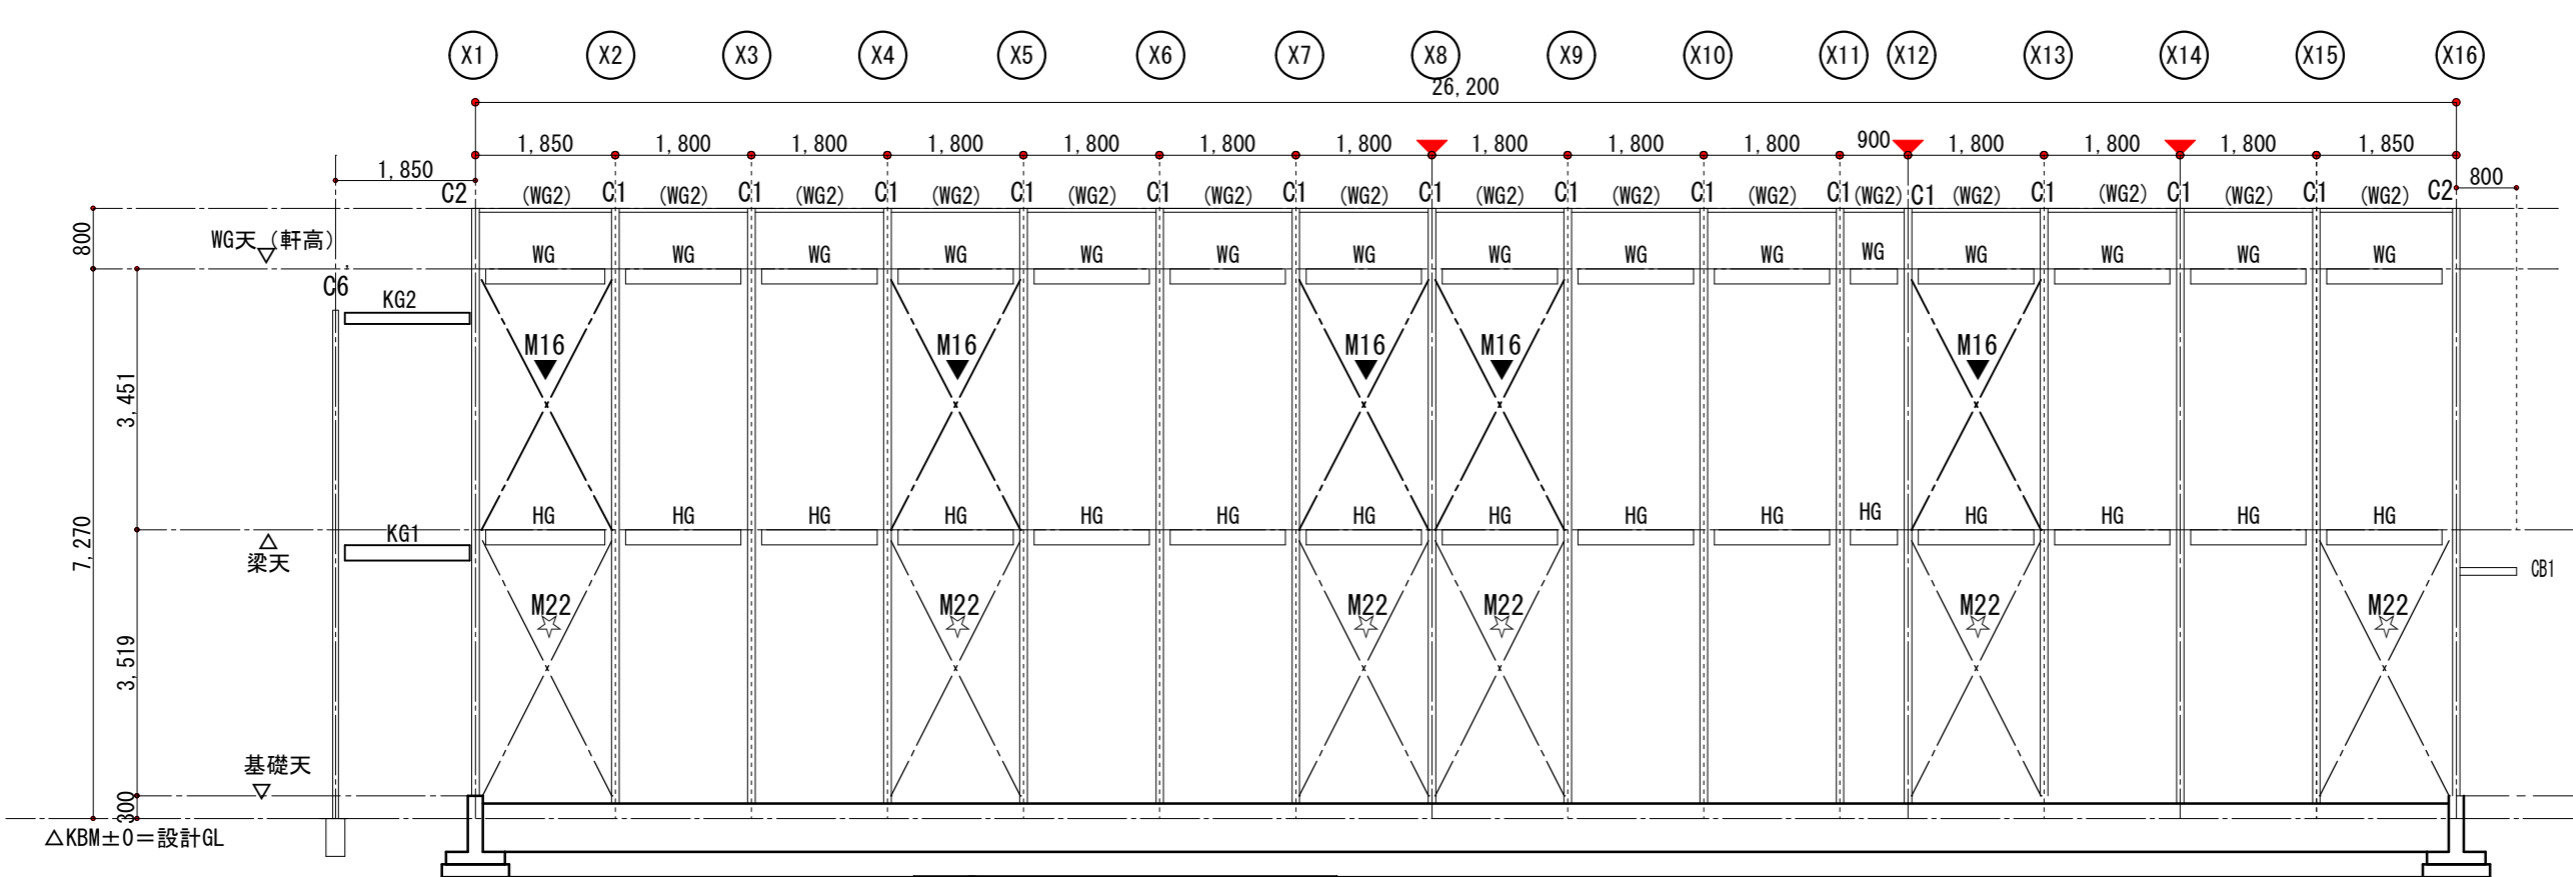 X1 X2 X3 X4 X5 X6 X7 X8 X9 X10 X11 X12 X13 X14 X15 X16
26,200
1,850 1,800 1,800 1,800 1,800 1,800 1,800 1,800 1,800 1,800 900 1,800 1,800 1,800 1,850
1,850 800
C2 (WG2) C1 (WG2) C1 (WG2) C1 (WG2) C1 (WG2) C1 (WG2) C1 (WG2) C1 (WG2) C1 (WG2) C1 (WG2) C1 (WG2) C1 (WG2) C1 (WG2) C1 (WG2) C1 (WG2) C2
800
WG天（軒高）
WG WG WG WG WG WG WG WG WG WG WG WG WG WG WG
C6
KG2
M16 M16 M16 M16 M16
3,451
HG HG HG HG HG HG HG HG HG HG HG HG HG HG HG
KG1
7,270
梁天
CB1
M22 M22 M22 M22 M22 M22
3,519
基礎天
300
△KBM±0＝設計GL